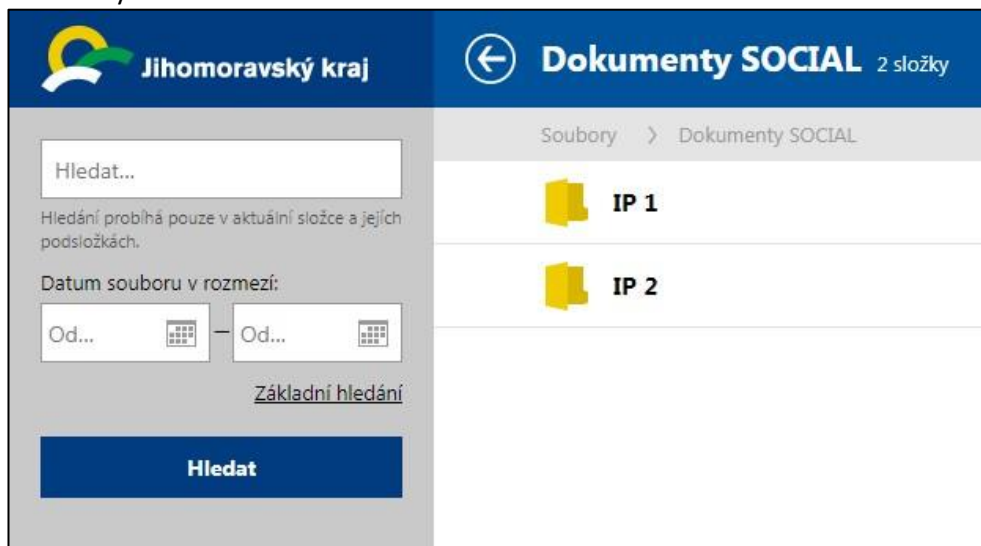 Jihomoravský kraj
Dokumenty SOCIAL 2 složky
Soubory > Dokumenty SOCIAL
Hledat...
Hledání probíhá pouze v aktuální složce a jejích
podsložkách.
Datum souboru v rozmezí:
Od... – Od...
Základní hledání
Hledat
IP 1
IP 2